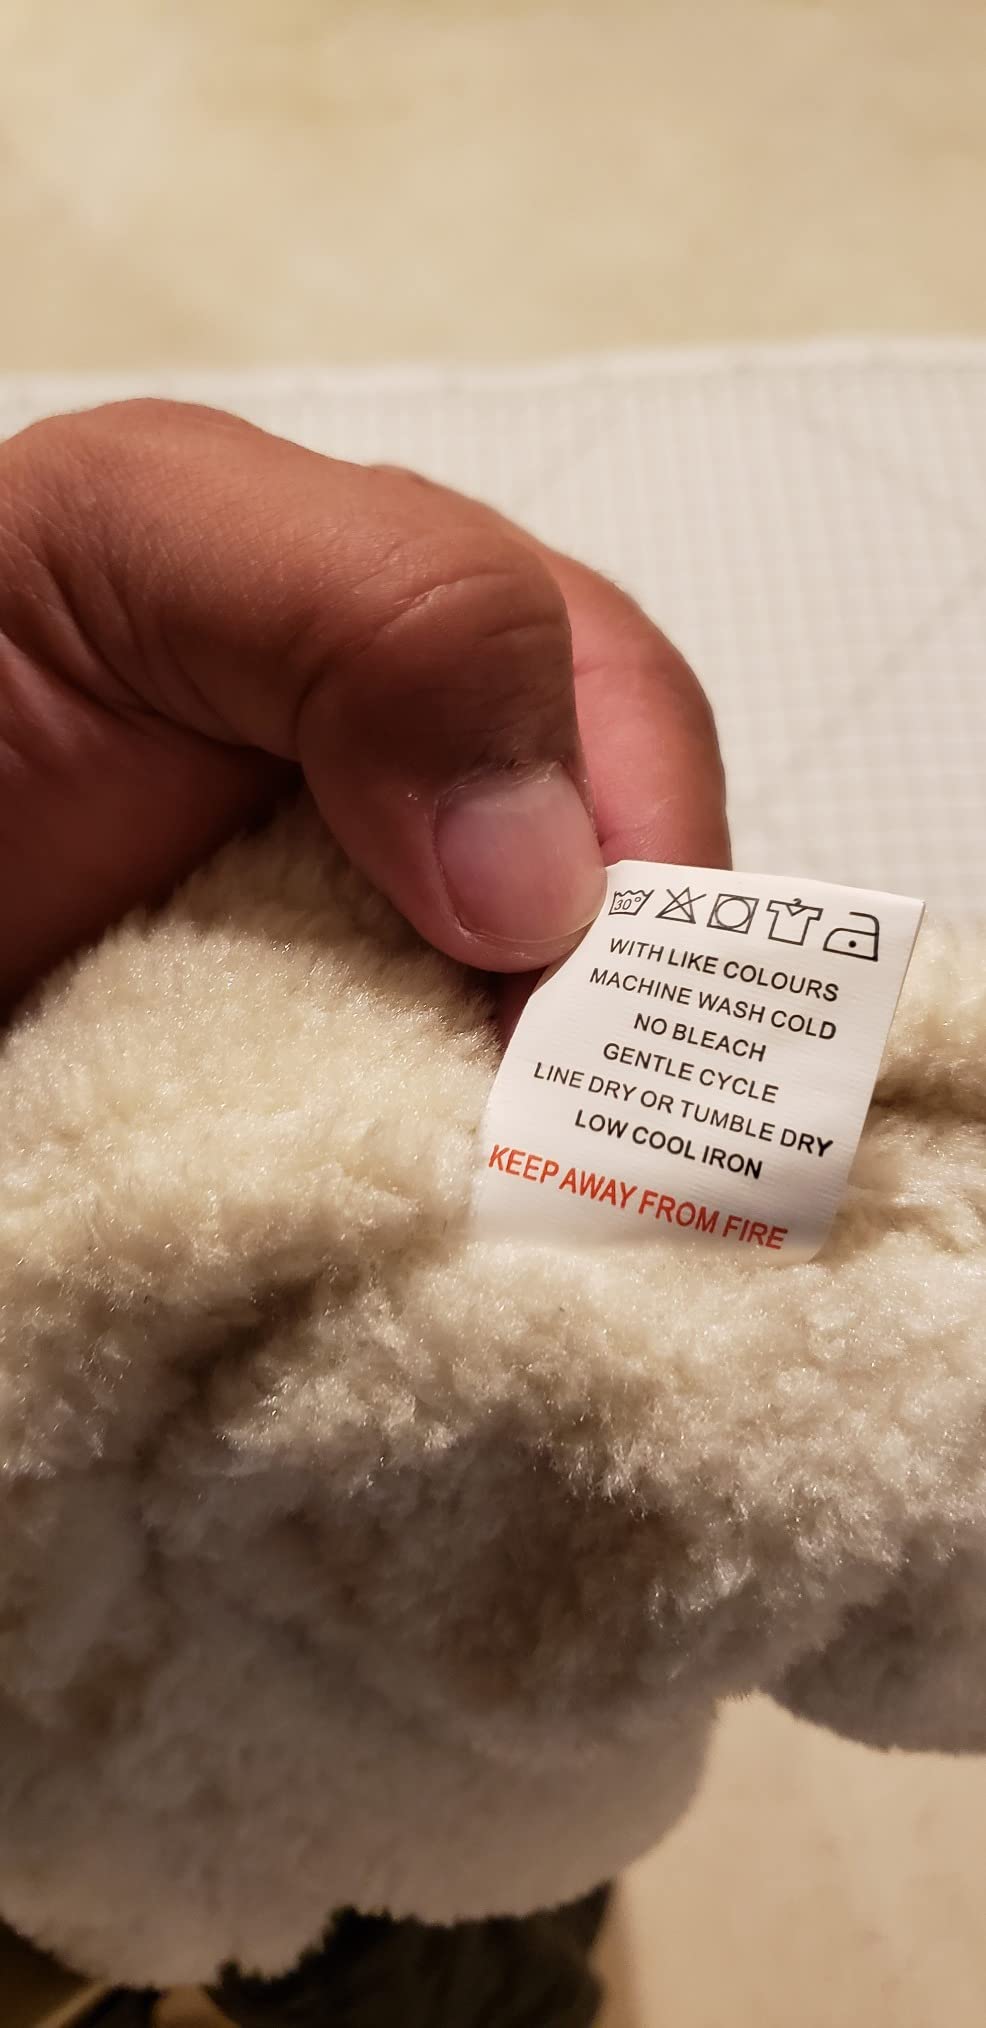 30°
WITH LIKE COLOURS
MACHINE WASH COLD
NO BLEACH
GENTLE CYCLE
LINE DRY OR TUMBLE DRY
LOW COOL IRON
KEEP AWAY FROM FIRE